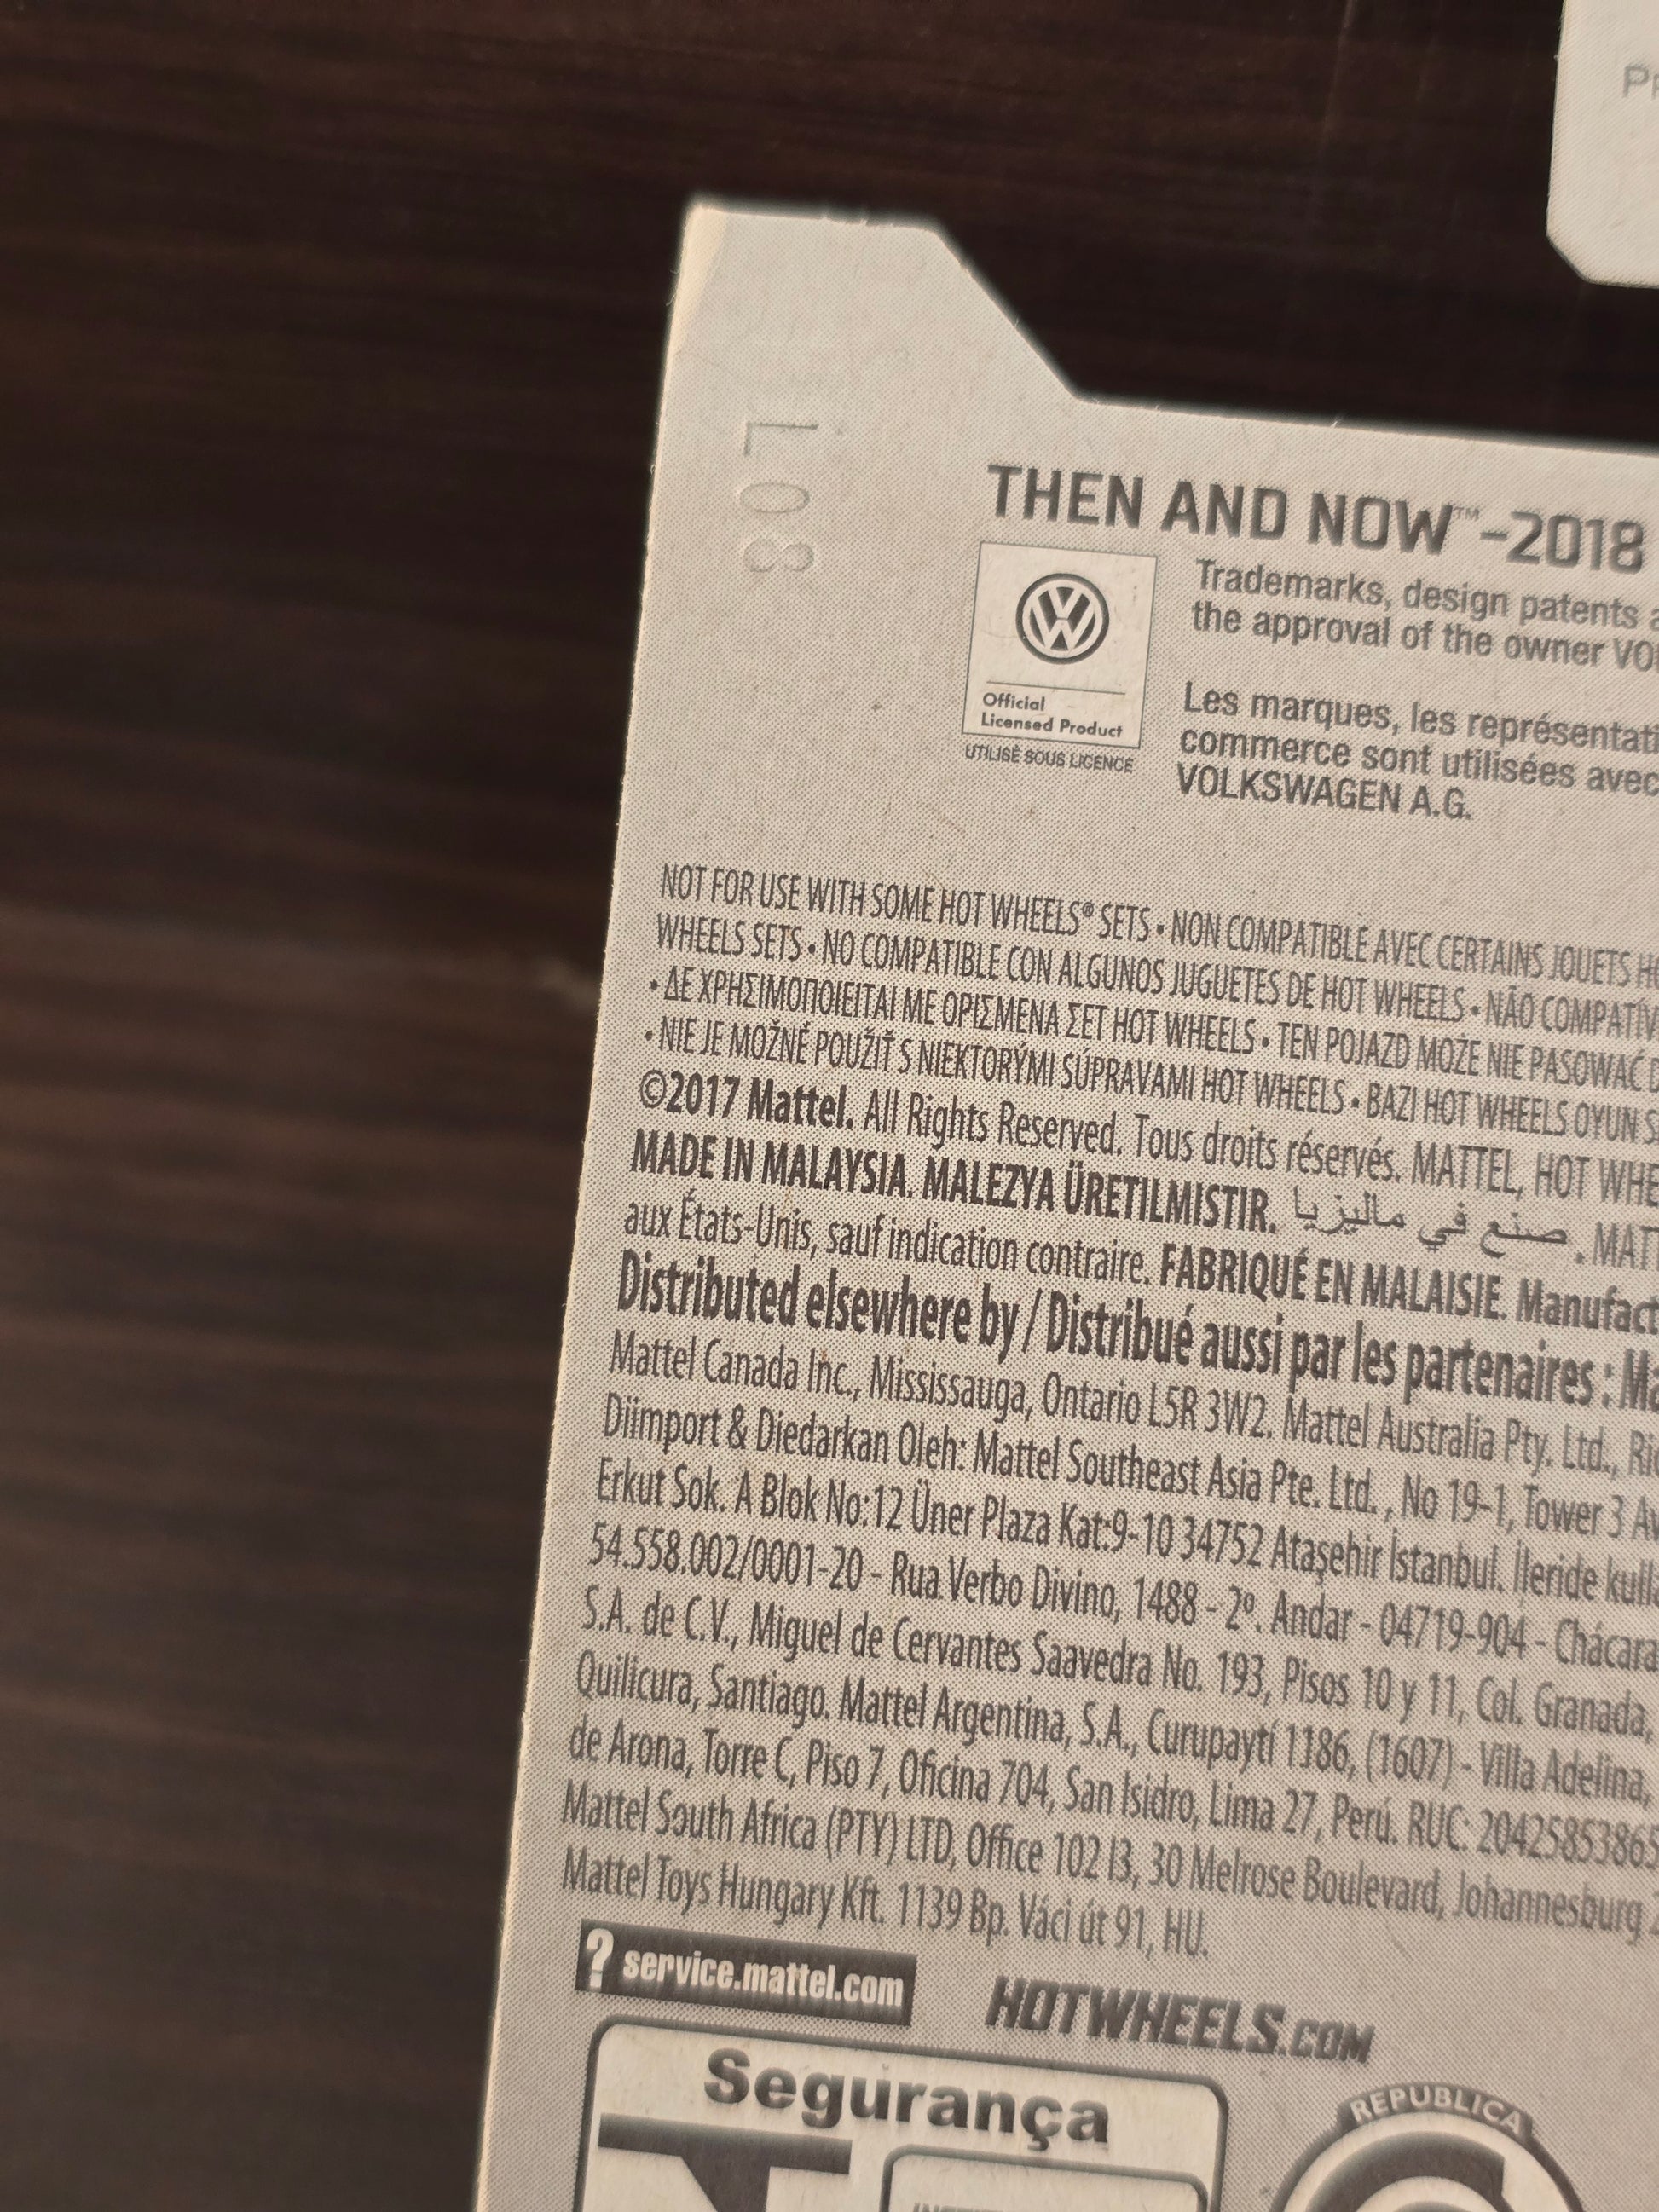 Pr
L08
THEN AND NOW™-2018
Trademarks, design patents
the approval of the owner
Official
Licensed Product
UTILISÉ SOUS LICENCE
Les marques, les
commerce sont utilisées avec
VOLKSWAGEN A.G.
NOT FOR USE WITH SOME HOT WHEELS® SETS • NON COMPATIBLE AVEC CERTAINS JOUETS
WHEELS SETS • NO COMPATIBLE CON ALGUNOS JUGUETES DE HOT WHEELS • NÃO
• ΔΕ ΧΡΗΣΙΜΟΠΟΙΕΙΤΑΙ ΜΕ ΟΡΙΣΜΕΝΑ ΣΕΤ HOT WHEELS • TEN POJAZD MOŻE NIE PASOWAĆ
• NIE JE MOŽNÉ POUŽIŤ S NIEKTORÝMI SÚPRAVAMI HOT WHEELS • BAZI HOT WHEELS OYUN
©2017 Mattel. All Rights Reserved. Tous droits réservés. MATTEL, HOT
MADE IN MALAYSIA. MALEZYA ÜRETILMISTIR. صنع في ماليزيا.
aux États-Unis, sauf indication contraire. FABRIQUÉ EN MALAISIE.
Distributed elsewhere by / Distribué aussi par les partenaires :
Mattel Canada Inc., Mississauga, Ontario L5R 3W2. Mattel Australia Pty. Ltd.,
Diimport & Diedarkan Oleh: Mattel Southeast Asia Pte. Ltd. , No 19-1, Tower 3
Erkut Sok. A Blok No:12 Üner Plaza Kat:9-10 34752 Ataşehir İstanbul. İleride
54.558.002/0001-20 - Rua Verbo Divino, 1488 - 2º. Andar - 04719-904 - Chácara
S.A. de C.V., Miguel de Cervantes Saavedra No. 193, Pisos 10 y 11, Col. Granada,
Quilicura, Santiago. Mattel Argentina, S.A., Curupaytí 1186, (1607) - Villa Adelina,
de Arona, Torre C, Piso 7, Oficina 704, San Isidro, Lima 27, Perú. RUC: 20425853865
Mattel South Africa (PTY) LTD, Office 102 I3, 30 Melrose Boulevard, Johannesburg
Mattel Toys Hungary Kft. 1139 Bp. Váci út 91, HU.
? service.mattel.com
HOTWHEELS.COM
Segurança
REPUBLICA